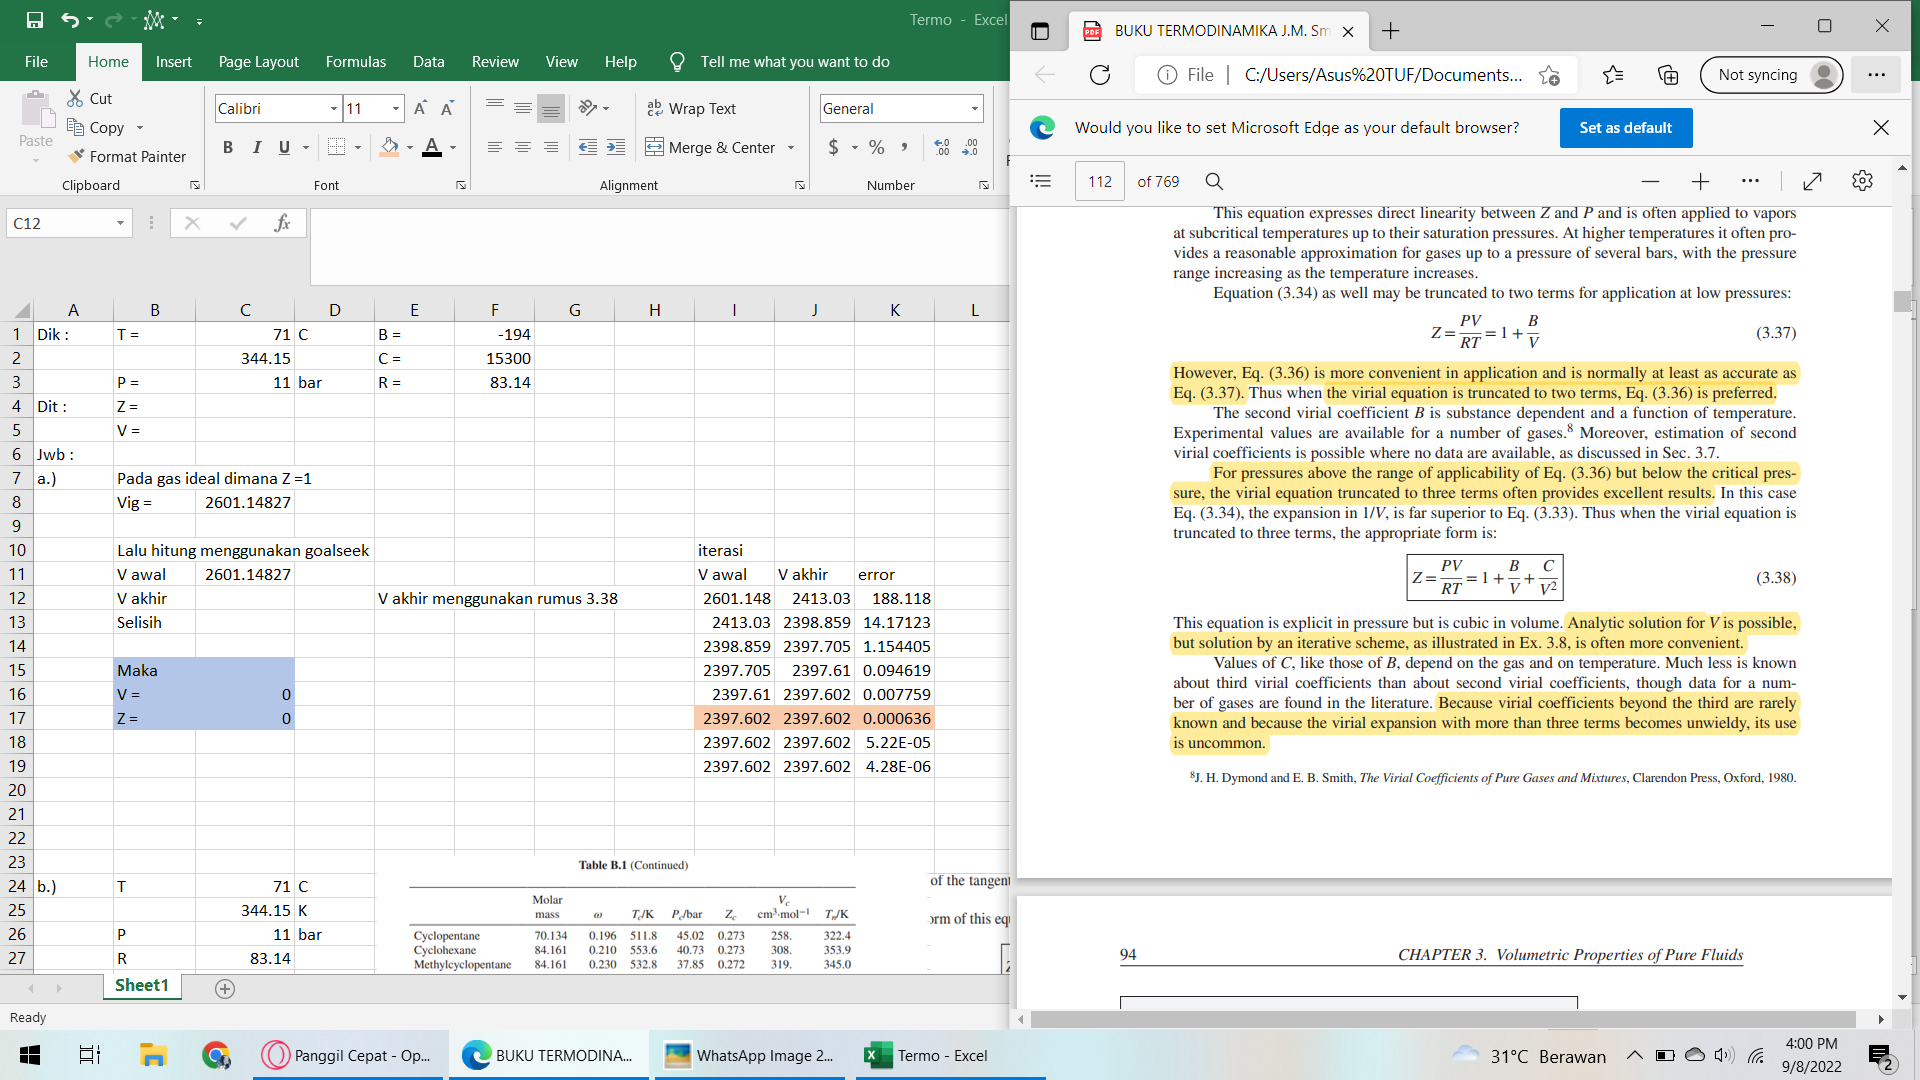 Termo - Excel
File Home Insert Page Layout Formulas Data Review View Help Tell me what you want to do
Paste
Cut
Copy
Format Painter
Clipboard
Calibri 11
B I U
Font
Wrap Text
Merge & Center
Alignment
General
$ % ,
Number
C12
fx
A B C D E F G H I J K L
1 Dik : T = 71 C B = -194
2 344.15 C = 15300
3 P = 11 bar R = 83.14
4 Dit : Z =
5 V =
6 Jwb :
7 a.) Pada gas ideal dimana Z =1
8 Vig = 2601.14827
9
10 Lalu hitung menggunakan goalseek iterasi
11 V awal 2601.14827 V awal V akhir error
12 V akhir V akhir menggunakan rumus 3.38 2601.148 2413.03 188.118
13 Selisih 2413.03 2398.859 14.17123
14 2398.859 2397.705 1.154405
15 Maka 2397.705 2397.61 0.094619
16 V = 0 2397.61 2397.602 0.007759
17 Z = 0 2397.602 2397.602 0.000636
18 2397.602 2397.602 5.22E-05
19 2397.602 2397.602 4.28E-06
20
21
22
23
24 b.) T 71 C
25 344.15 K
26 P 11 bar
27 R 83.14
Table B.1 (Continued)
Molar mass ω Tc/K Pc/bar Zc Vc cm³·mol⁻¹ Tn/K
Cyclopentane 70.134 0.196 511.8 45.02 0.273 258. 322.4
Cyclohexane 84.161 0.210 553.6 40.73 0.273 308. 353.9
Methylcyclopentane 84.161 0.230 532.8 37.85 0.272 319. 345.0
of the tangent
orm of this eq
Sheet1
Ready
BUKU TERMODINAMIKA J.M. Sm
File C:/Users/Asus%20TUF/Documents... Not syncing
Would you like to set Microsoft Edge as your default browser? Set as default
112 of 769
This equation expresses direct linearity between Z and P and is often applied to vapors
at subcritical temperatures up to their saturation pressures. At higher temperatures it often pro-
vides a reasonable approximation for gases up to a pressure of several bars, with the pressure
range increasing as the temperature increases.
Equation (3.34) as well may be truncated to two terms for application at low pressures:
Z = PV/RT = 1 + B/V (3.37)
However, Eq. (3.36) is more convenient in application and is normally at least as accurate as
Eq. (3.37). Thus when the virial equation is truncated to two terms, Eq. (3.36) is preferred.
The second virial coefficient B is substance dependent and a function of temperature.
Experimental values are available for a number of gases.⁸ Moreover, estimation of second
virial coefficients is possible where no data are available, as discussed in Sec. 3.7.
For pressures above the range of applicability of Eq. (3.36) but below the critical pres-
sure, the virial equation truncated to three terms often provides excellent results. In this case
Eq. (3.34), the expansion in 1/V, is far superior to Eq. (3.33). Thus when the virial equation is
truncated to three terms, the appropriate form is:
Z = PV/RT = 1 + B/V + C/V² (3.38)
This equation is explicit in pressure but is cubic in volume. Analytic solution for V is possible,
but solution by an iterative scheme, as illustrated in Ex. 3.8, is often more convenient.
Values of C, like those of B, depend on the gas and on temperature. Much less is known
about third virial coefficients than about second virial coefficients, though data for a num-
ber of gases are found in the literature. Because virial coefficients beyond the third are rarely
known and because the virial expansion with more than three terms becomes unwieldy, its use
is uncommon.
⁸J. H. Dymond and E. B. Smith, The Virial Coefficients of Pure Gases and Mixtures, Clarendon Press, Oxford, 1980.
94 CHAPTER 3. Volumetric Properties of Pure Fluids
Panggil Cepat - Op... BUKU TERMODINA... WhatsApp Image 2... Termo - Excel
31°C Berawan
4:00 PM
9/8/2022
2